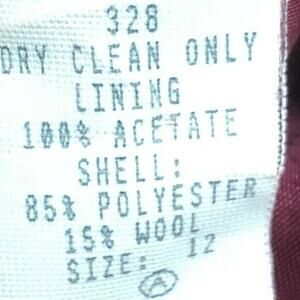 328
DRY CLEAN ONLY
LINING
100% ACETATE
SHELL:
85% POLYESTER
15% WOOL
SIZE: 12
A